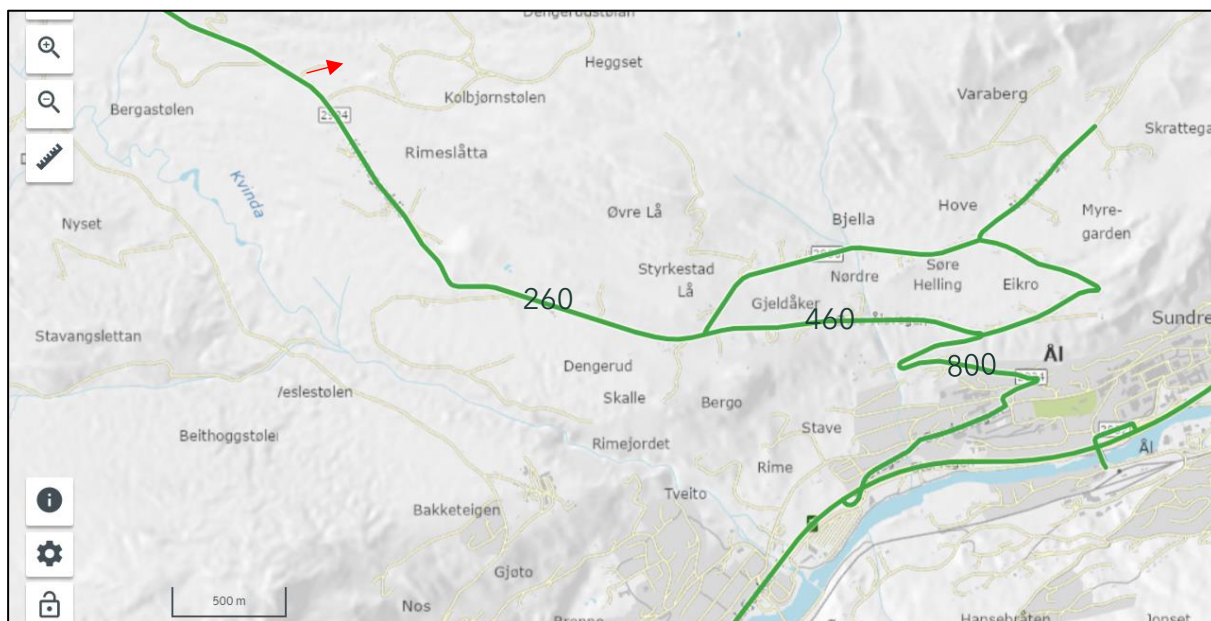 Dengerudstølan
Heggset
Kolbjørnstølen
Varaberg
Bergastølen
Skrattega
Rimeslåtta
Kvinda
Nyset
Øvre Lå
Bjella
Hove
Myre-
garden
Styrkestad
Lå
Nørdre
Søre
Helling
Eikro
260
Gjeldåker
460
Sundre
Stavangslettan
Ål
Dengerud
800
Skalle
Bergo
Beithoggstøler
Rimejordet
Stave
Ål
Rime
Tveito
Bakketeigen
Gjøto
500 m
Nos
Hansebråten
Jonset